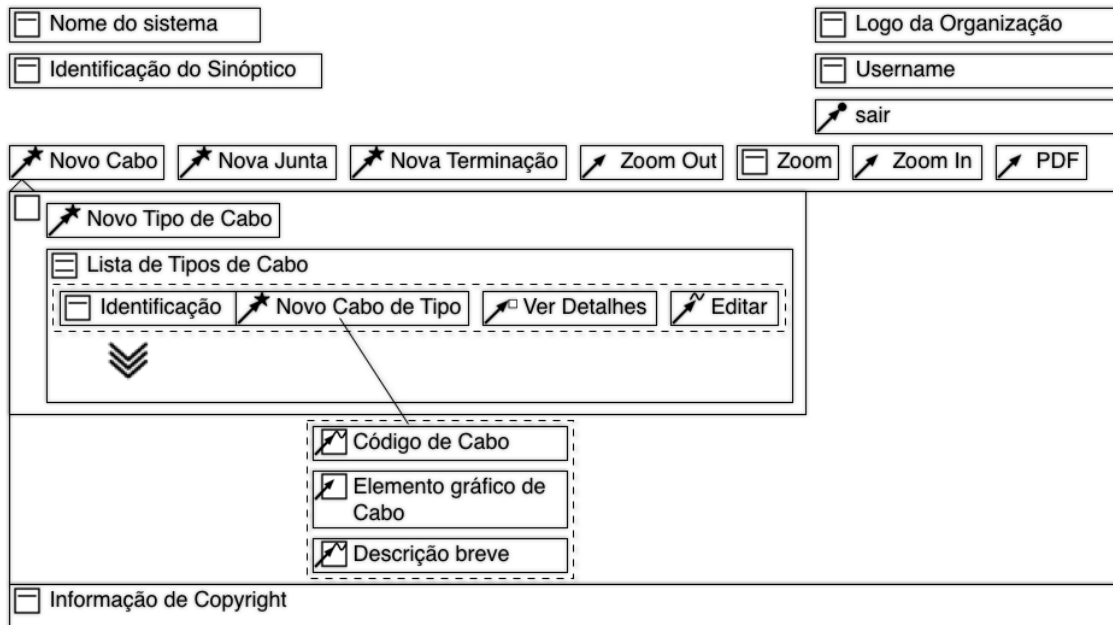 Nome do sistema
Logo da Organização
Identificação do Sinóptico
Username
sair
Novo Cabo
Nova Junta
Nova Terminação
Zoom Out
Zoom
Zoom In
PDF
Novo Tipo de Cabo
Lista de Tipos de Cabo
Identificação
Novo Cabo de Tipo
Ver Detalhes
Editar
Código de Cabo
Elemento gráfico de
Cabo
Descrição breve
Informação de Copyright